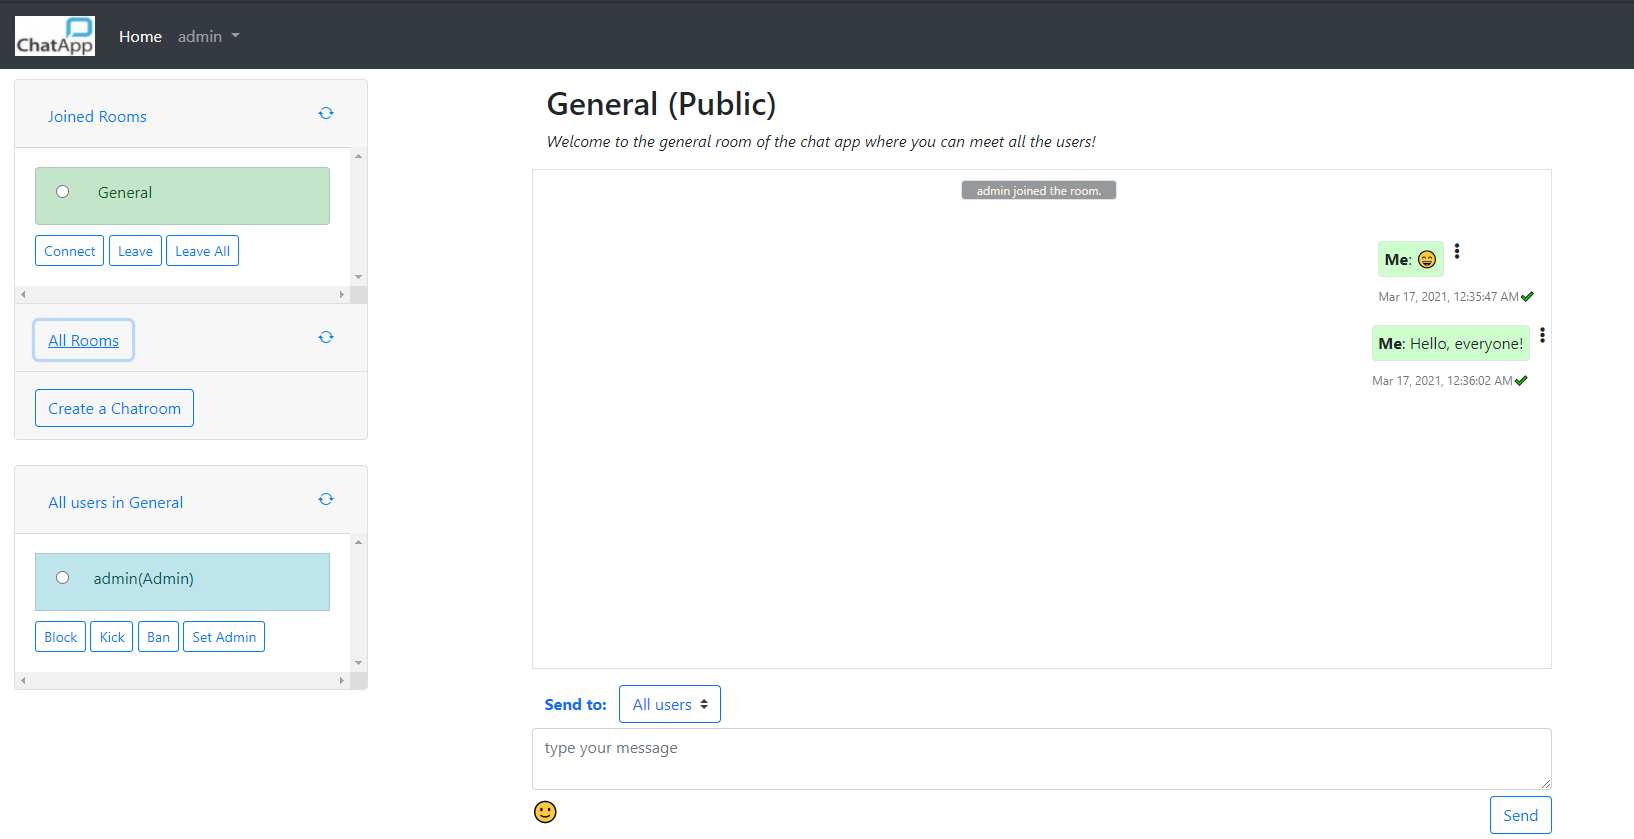 ChatApp
Home admin
Joined Rooms
General
Connect Leave Leave All
All Rooms
Create a Chatroom
All users in General
admin(Admin)
Block Kick Ban Set Admin
General (Public)
Welcome to the general room of the chat app where you can meet all the users!
admin joined the room.
Me: 😄
Mar 17, 2021, 12:35:47 AM
Me: Hello, everyone!
Mar 17, 2021, 12:36:02 AM
Send to: All users
type your message
Send